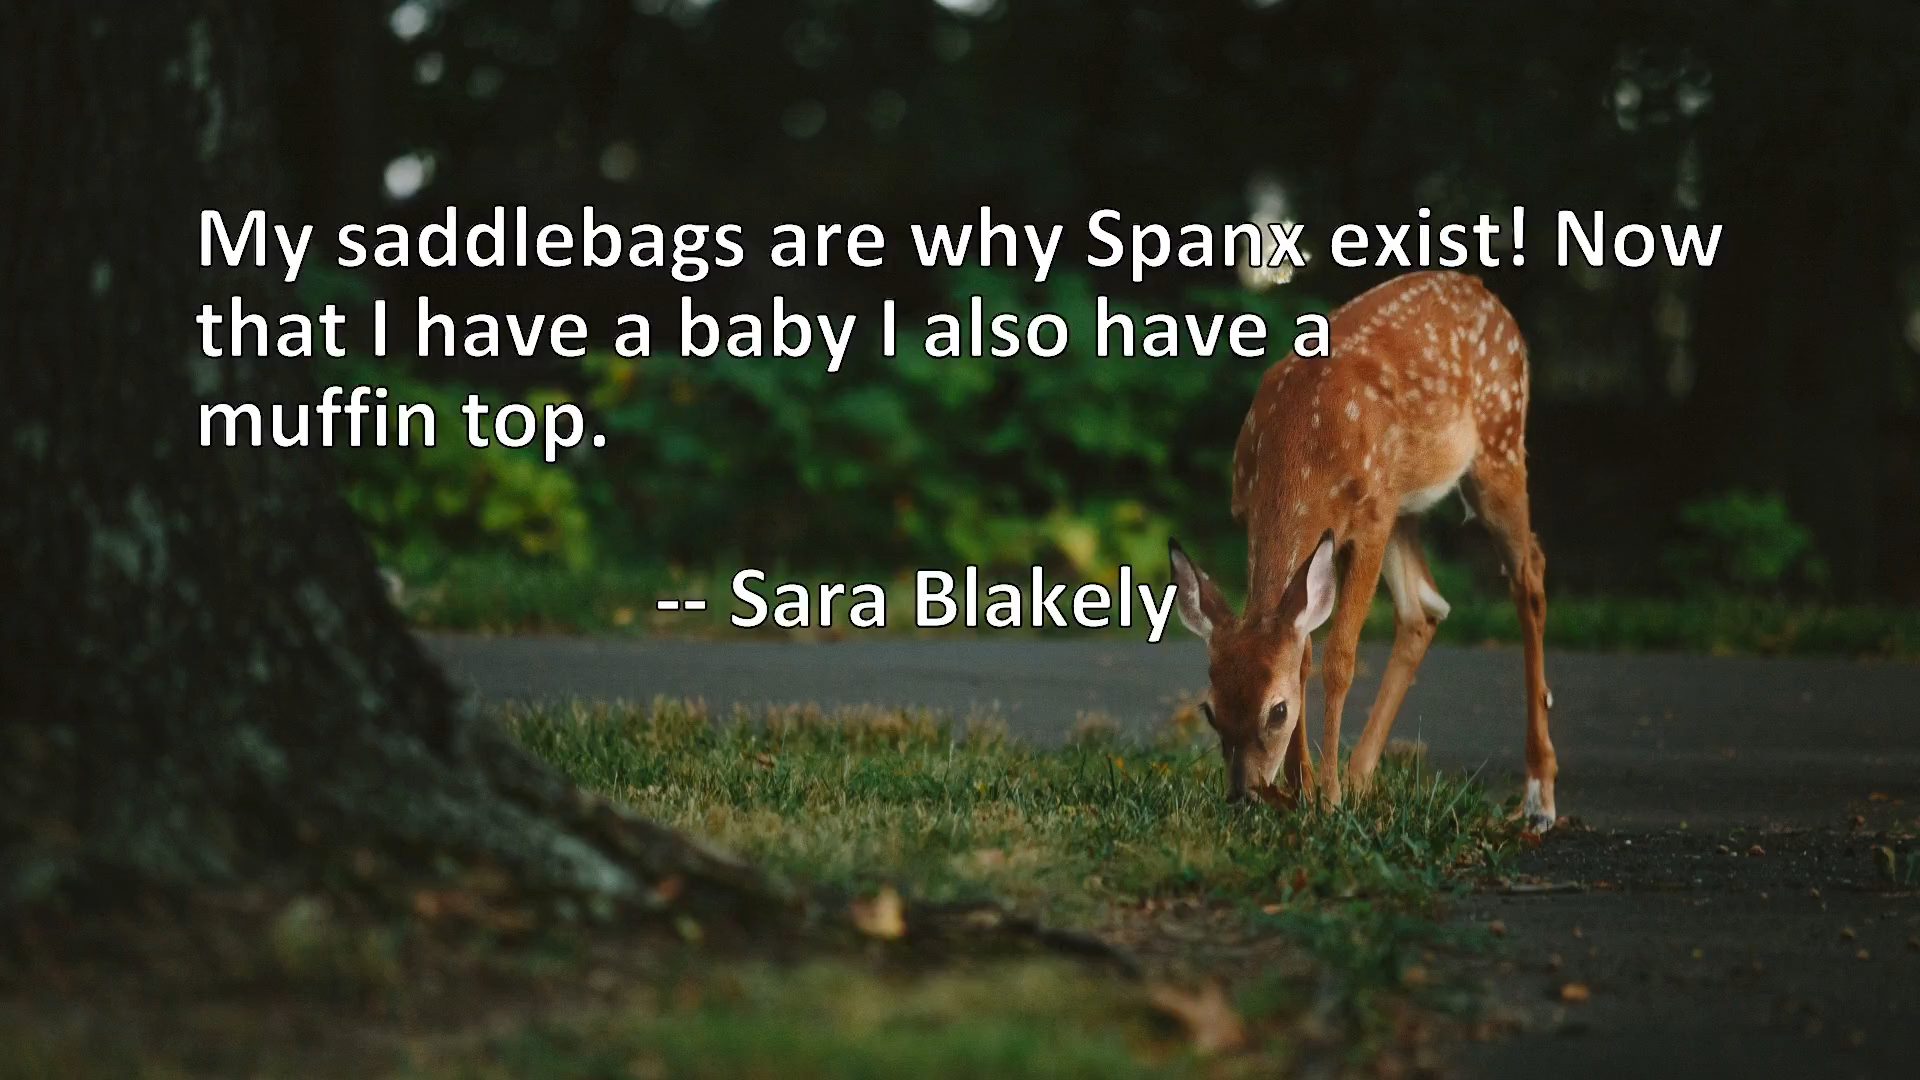 My saddlebags are why Spanx exist! Now
that I have a baby I also have a
muffin top.
-- Sara Blakely